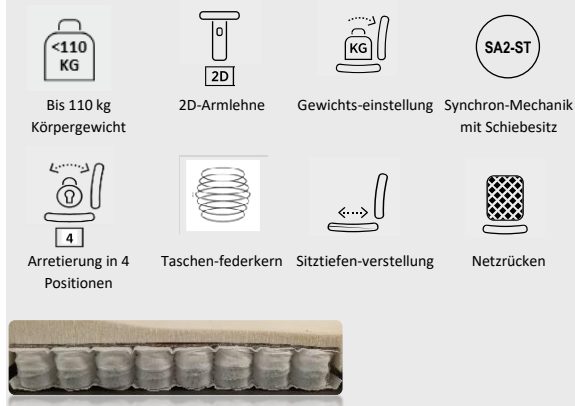 <110
KG
2D
KG
SA2-ST
Bis 110 kg
Körpergewicht
2D-Armlehne
Gewichts-einstellung
Synchron-Mechanik
mit Schiebesitz
4
Arretierung in 4
Positionen
Taschen-federkern
Sitztiefen-verstellung
Netzrücken